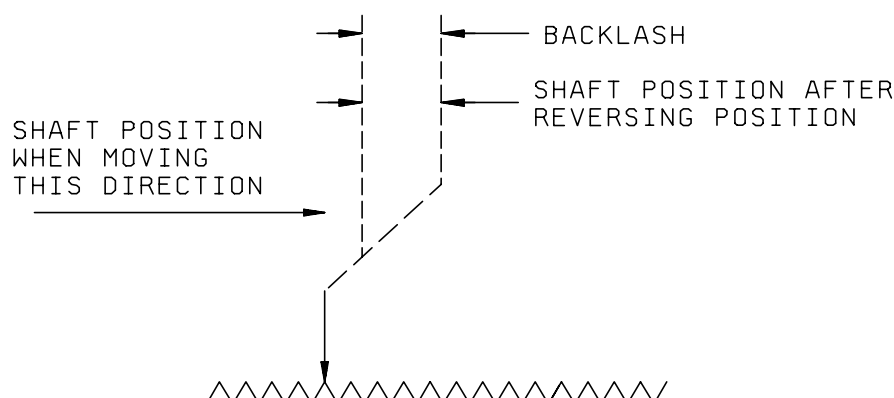 BACKLASH
SHAFT POSITION AFTER
REVERSING POSITION
SHAFT POSITION
WHEN MOVING
THIS DIRECTION